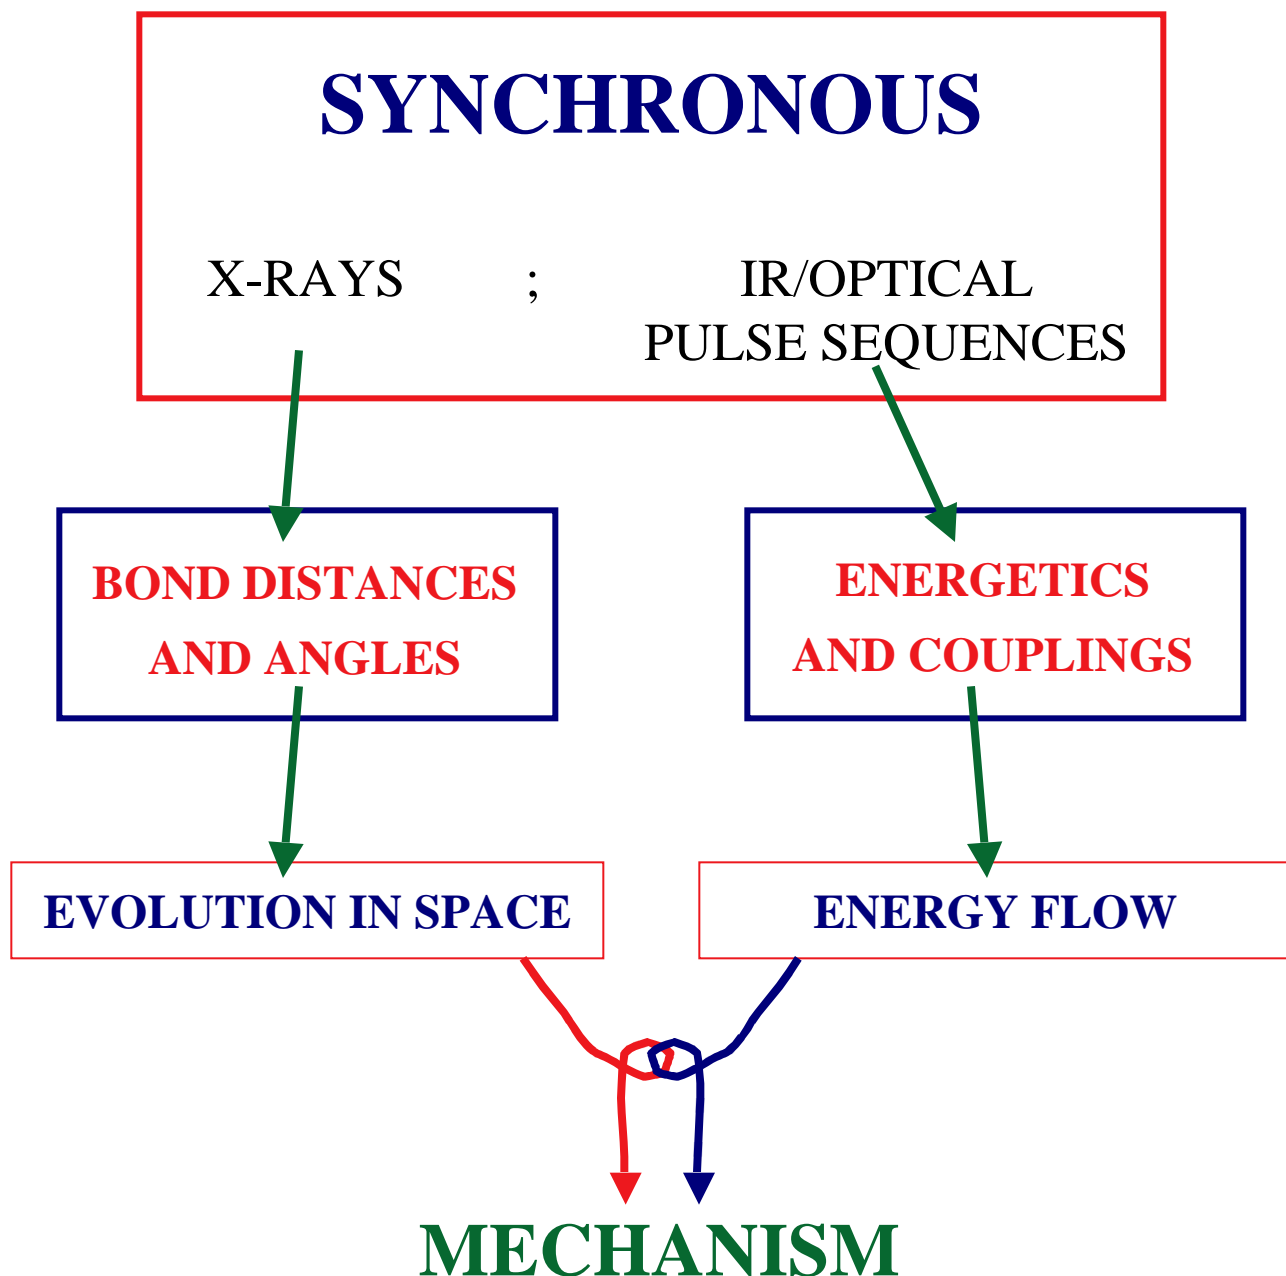 SYNCHRONOUS
X-RAYS ; IR/OPTICAL
PULSE SEQUENCES
BOND DISTANCES
AND ANGLES
ENERGETICS
AND COUPLINGS
EVOLUTION IN SPACE
ENERGY FLOW
MECHANISM